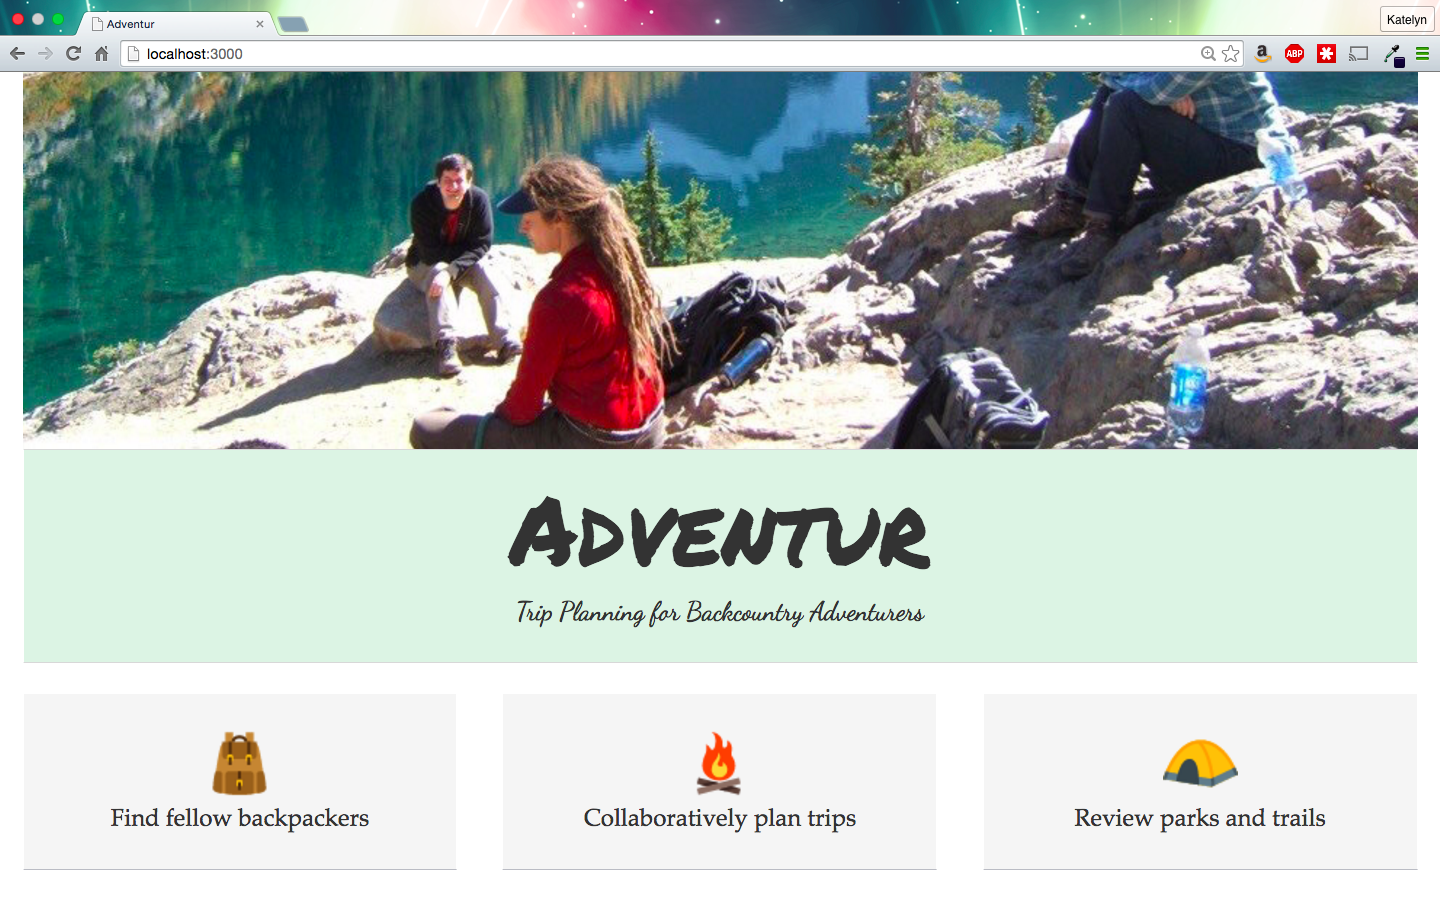 Adventur
Katelyn
localhost:3000
a
ABP
ADVENTUR
Trip Planning for Backcountry Adventurers
Find fellow backpackers
Collaboratively plan trips
Review parks and trails